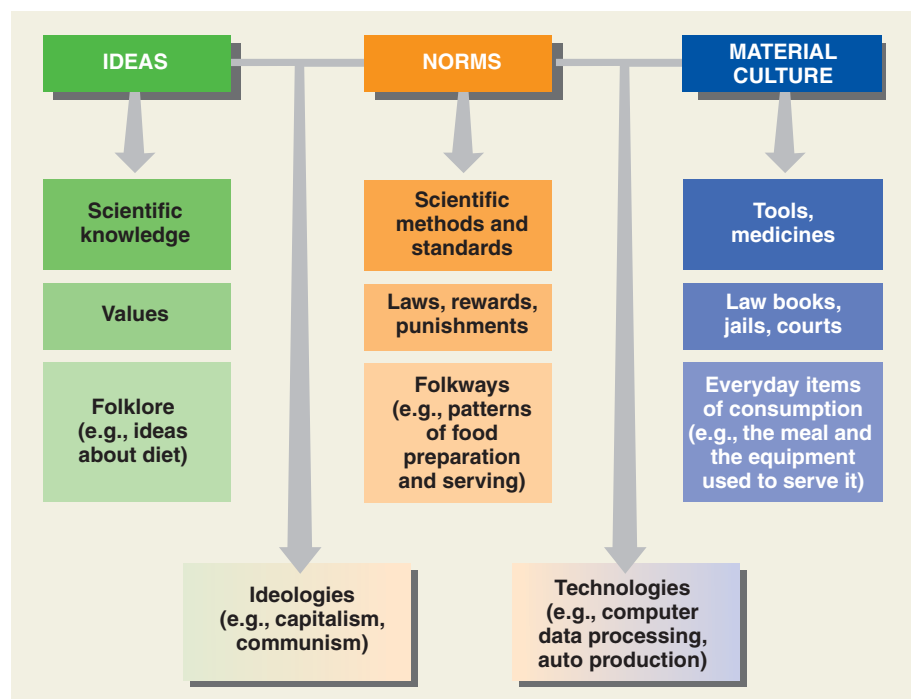 IDEAS
NORMS
MATERIAL
CULTURE
Scientific
knowledge
Scientific
methods and
standards
Tools,
medicines
Values
Laws, rewards,
punishments
Law books,
jails, courts
Folklore
(e.g., ideas
about diet)
Folkways
(e.g., patterns
of food
preparation
and serving)
Everyday items
of consumption
(e.g., the meal and
the equipment
used to serve it)
Ideologies
(e.g., capitalism,
communism)
Technologies
(e.g., computer
data processing,
auto production)